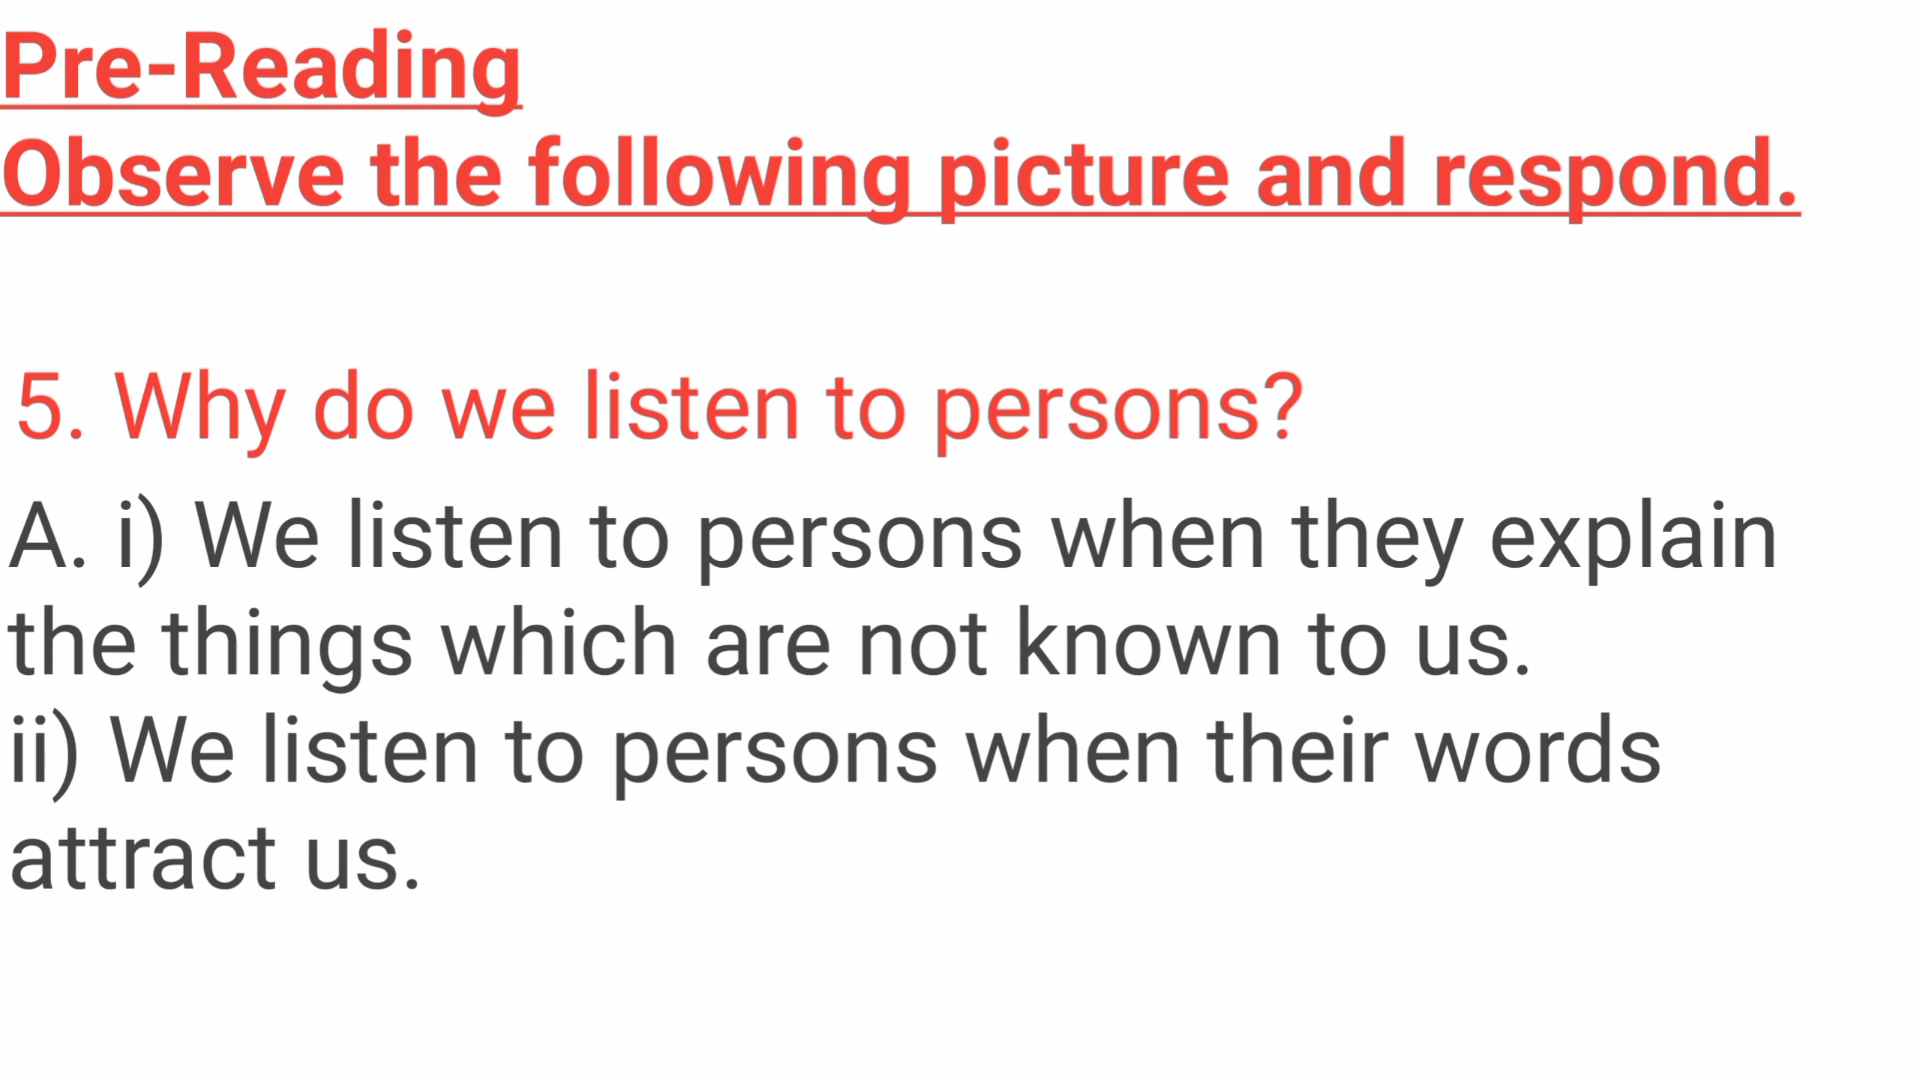 Pre-Reading
Observe the following picture and respond.
5. Why do we listen to persons?
A. i) We listen to persons when they explain
the things which are not known to us.
ii) We listen to persons when their words
attract us.